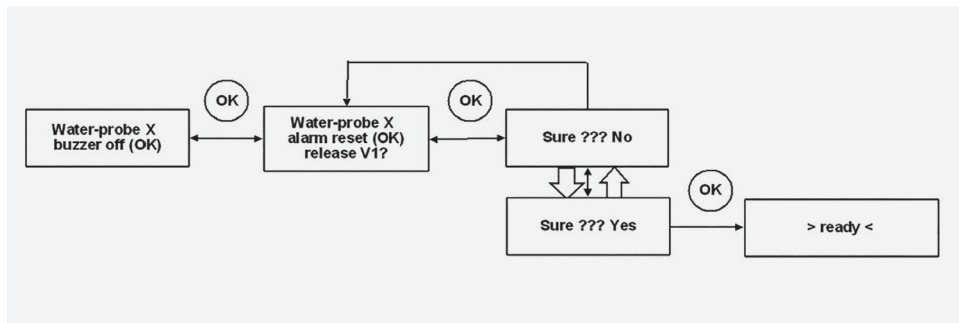 OK
Water-probe X
buzzer off (OK)
OK
Water-probe X
alarm reset (OK)
release V1?
Sure ??? No
Sure ??? Yes
OK
> ready <